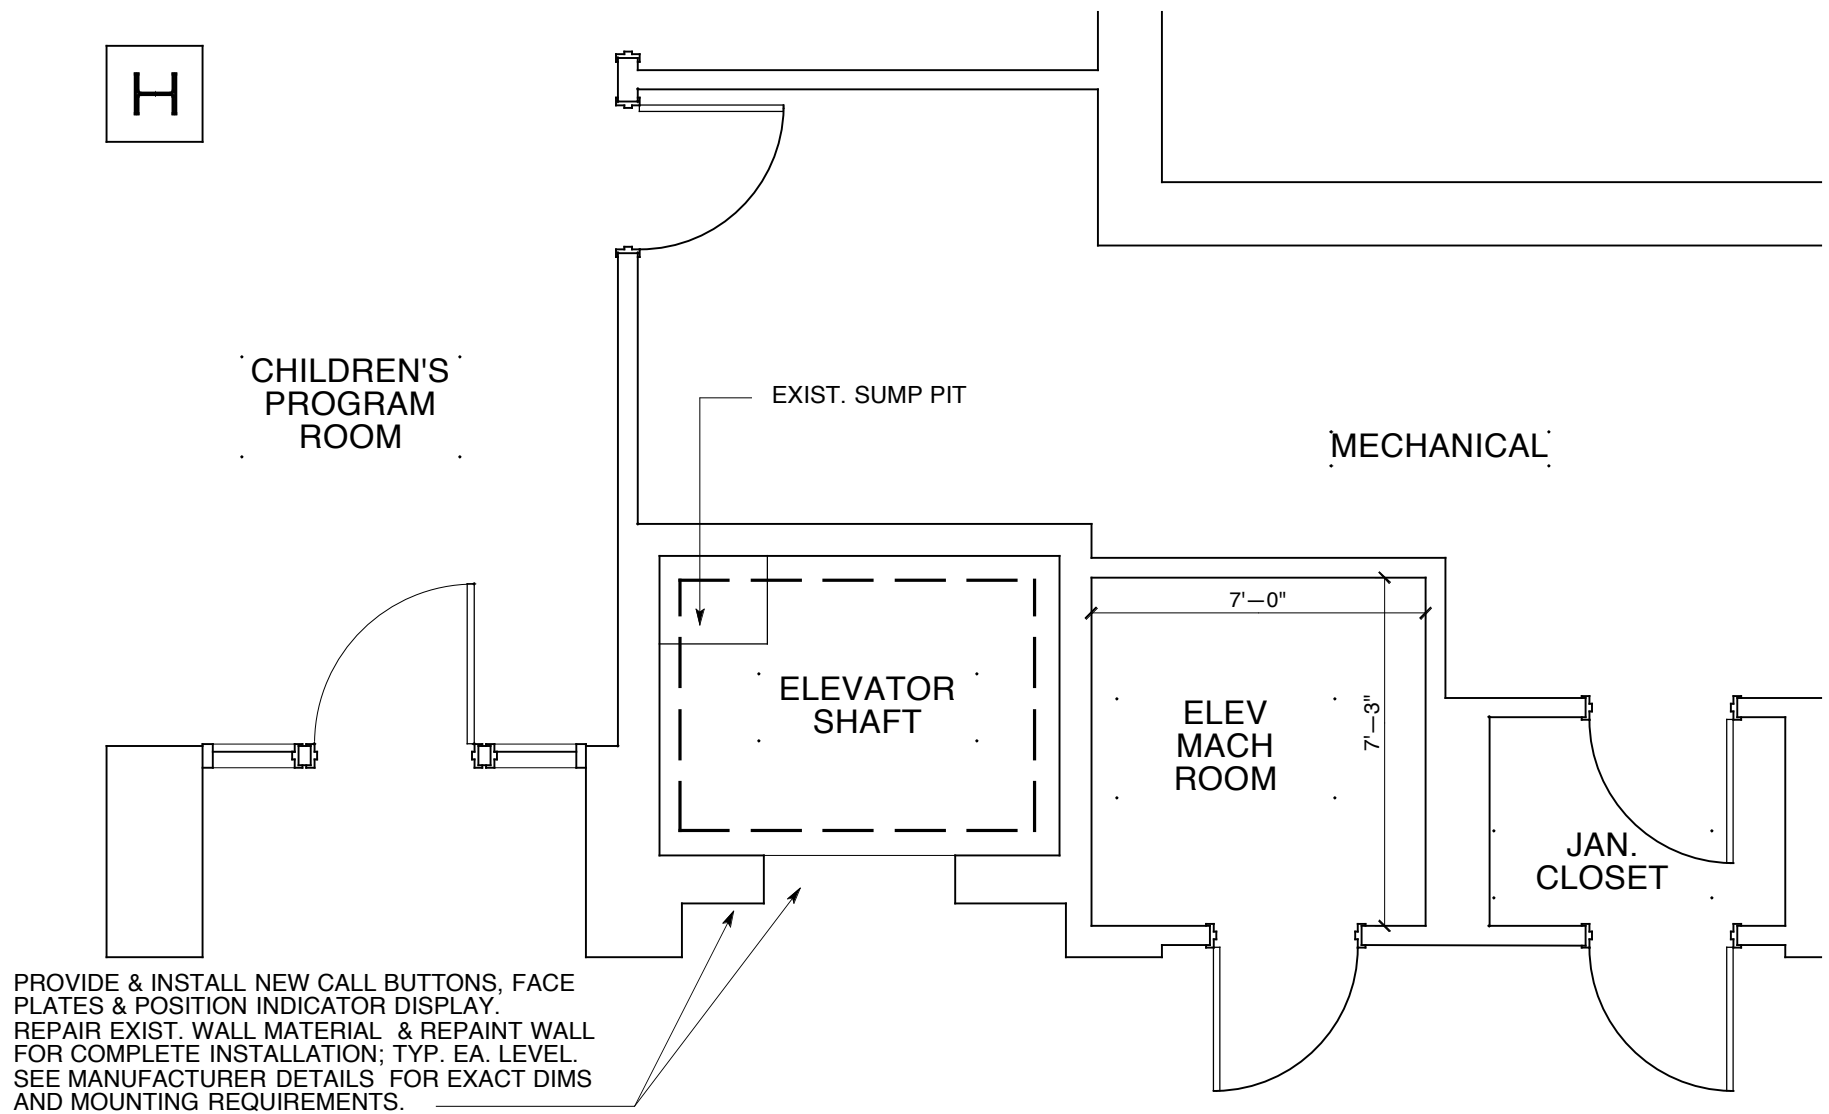 H
CHILDREN'S
PROGRAM
ROOM
EXIST. SUMP PIT
MECHANICAL
7'—0"
ELEVATOR
SHAFT
7'—3"
ELEV
MACH
ROOM
JAN.
CLOSET
PROVIDE & INSTALL NEW CALL BUTTONS, FACE
PLATES & POSITION INDICATOR DISPLAY.
REPAIR EXIST. WALL MATERIAL & REPAINT WALL
FOR COMPLETE INSTALLATION; TYP. EA. LEVEL.
SEE MANUFACTURER DETAILS FOR EXACT DIMS
AND MOUNTING REQUIREMENTS.